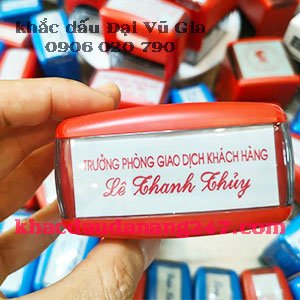 khắc dấu Đại Vũ Gia
0906 020 790
TRƯỞNG PHÒNG GIAO DỊCH KHÁCH HÀNG
Lê Thanh Thủy
khacdaudanang247.com